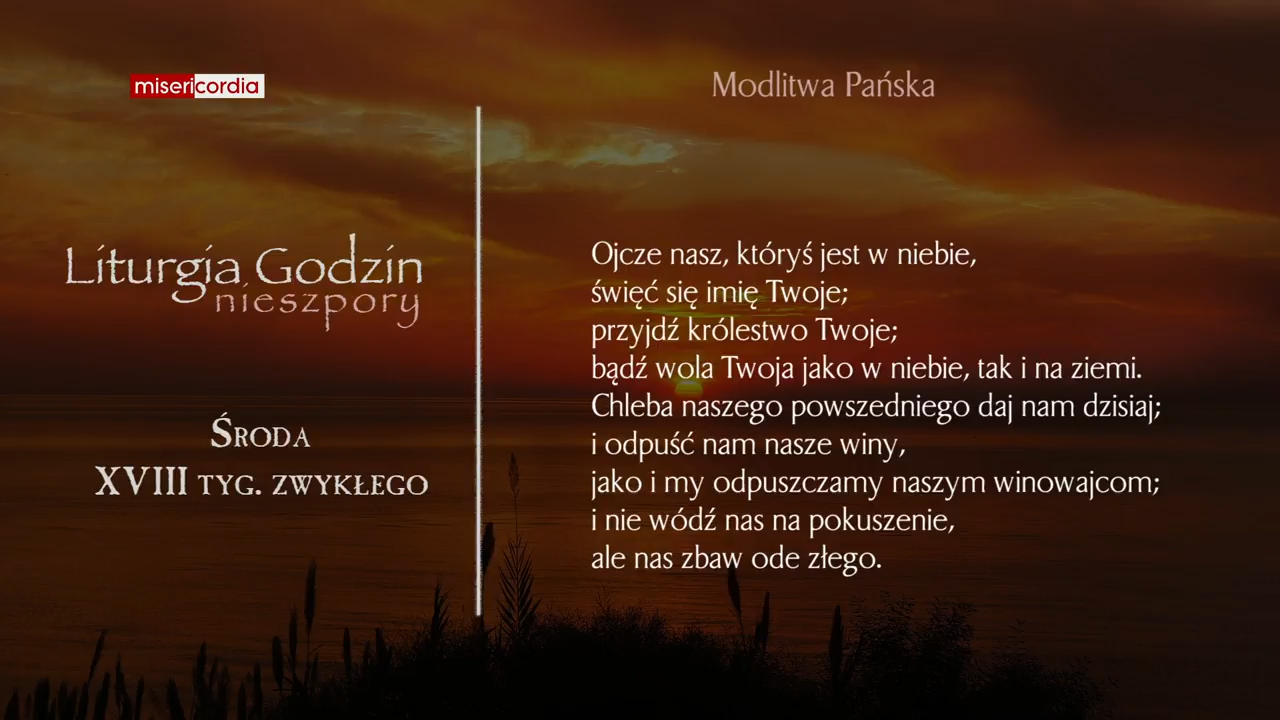 misericordia
Liturgia Godzin
nieszpory
Środa
XVIII tyg. zwykłego
Modlitwa Pańska
Ojcze nasz, któryś jest w niebie,
święć się imię Twoje;
przyjdź królestwo Twoje;
bądź wola Twoja jako w niebie, tak i na ziemi.
Chleba naszego powszedniego daj nam dzisiaj;
i odpuść nam nasze winy,
jako i my odpuszczamy naszym winowajcom;
i nie wódź nas na pokuszenie,
ale nas zbaw ode złego.